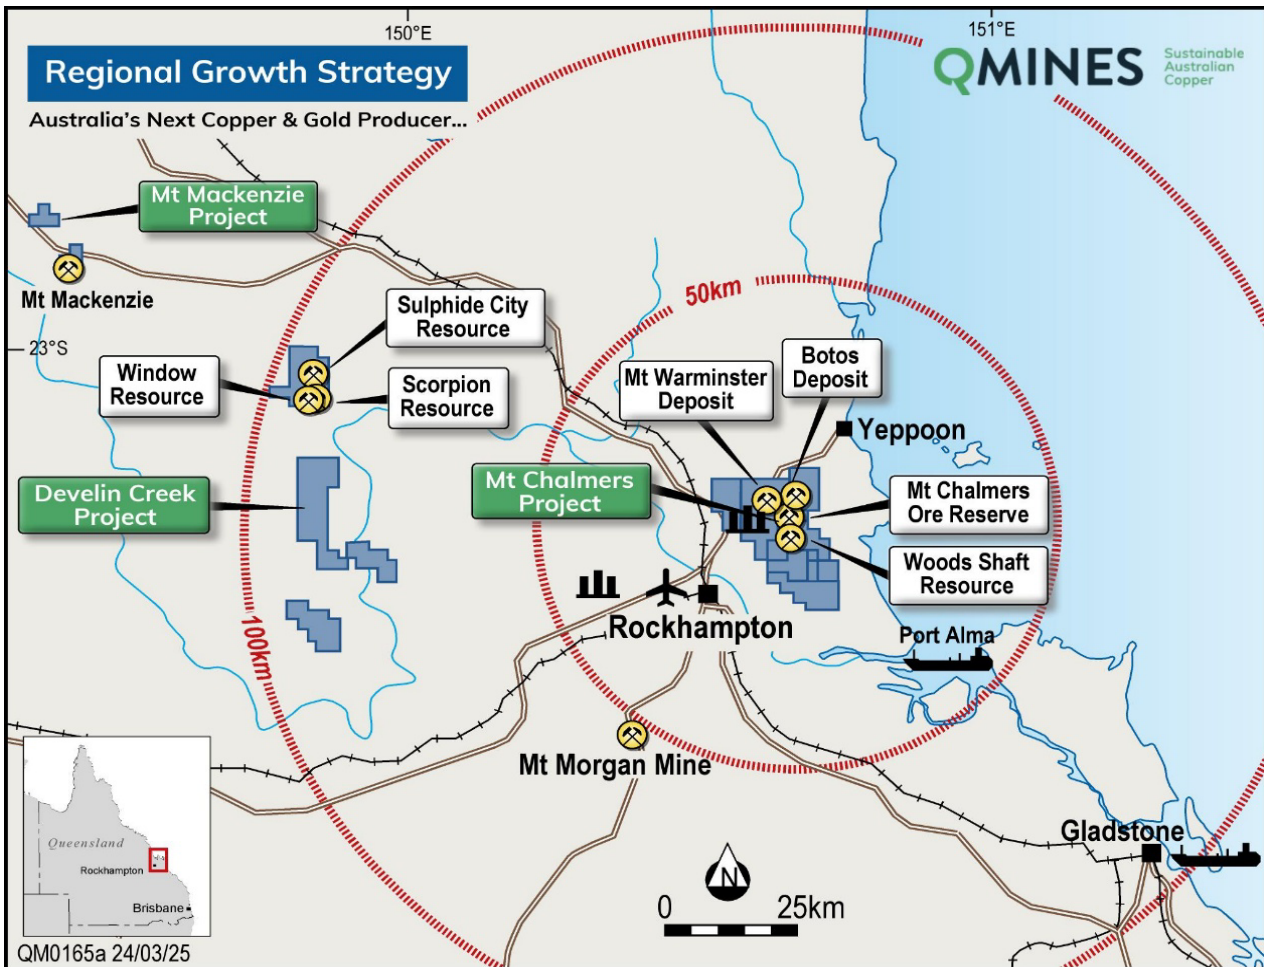 150°E
151°E
Regional Growth Strategy
Australia's Next Copper & Gold Producer...
QMINES
Sustainable
Australian
Copper
Mt Mackenzie
Project
Mt Mackenzie
50km
Sulphide City
Resource
23°S
Window
Resource
Scorpion
Resource
Mt Warminster
Deposit
Botos
Deposit
Yeppoon
Develin Creek
Project
Mt Chalmers
Project
Mt Chalmers
Ore Reserve
Woods Shaft
Resource
Rockhampton
Port Alma
100km
Mt Morgan Mine
Gladstone
Queensland
Rockhampton
Brisbane
N
0 25km
QM0165a 24/03/25